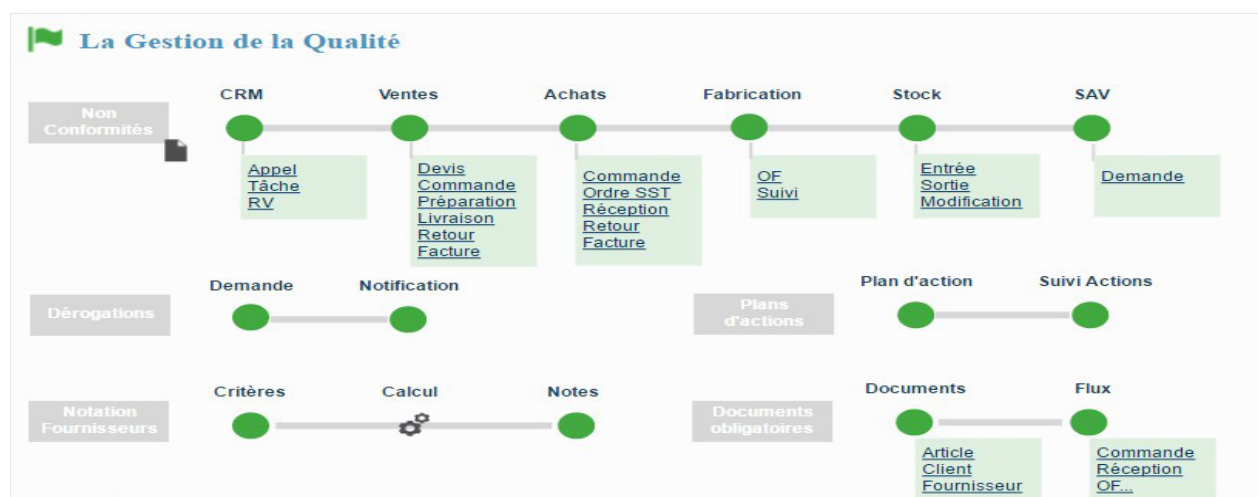 La Gestion de la Qualité
CRM Ventes Achats Fabrication Stock SAV
Non
Conformités
Appel
Tâche
RV
Devis
Commande
Préparation
Livraison
Retour
Facture
Commande
Ordre SST
Réception
Retour
Facture
OF
Suivi
Entrée
Sortie
Modification
Demande
Demande Notification
Dérogations
Plan d'action Suivi Actions
Plans
d'actions
Critères Calcul Notes
Notation
Fournisseurs
Documents Flux
Documents
obligatoires
Article
Client
Fournisseur
Commande
Réception
OF...